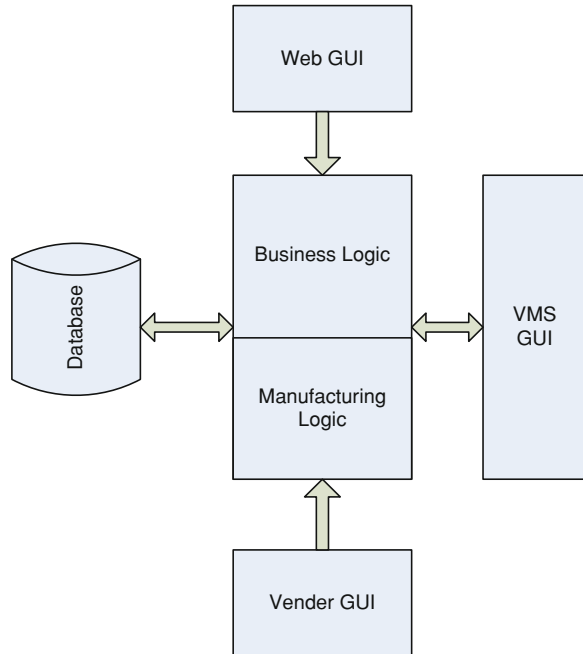 Web GUI
Business Logic
Database
VMS
GUI
Manufacturing
Logic
Vender GUI